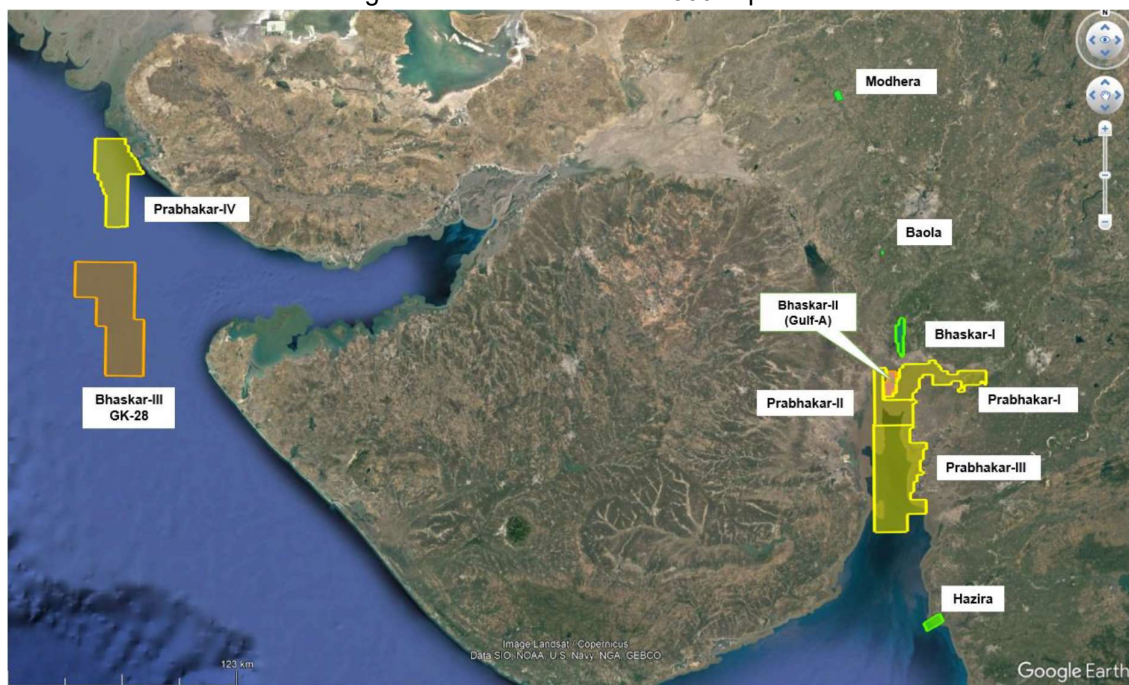 N
Modhera
Prabhakar-IV
Baola
Bhaskar-II
(Gulf-A)
Bhaskar-I
Bhaskar-III
GK-28
Prabhakar-II
Prabhakar-I
Prabhakar-III
Hazira
Image Landsat / Copernicus
Data SIO, NOAA, U.S. Navy, NGA, GEBCO
123 km
Google Earth